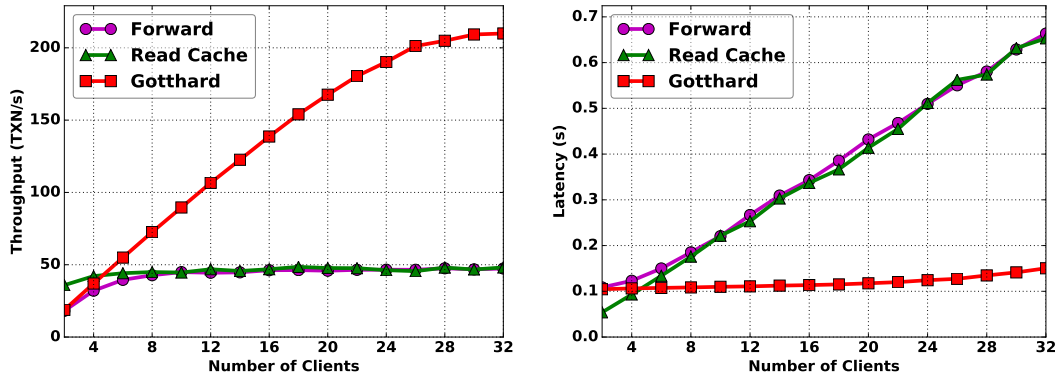 Forward
Read Cache
Gotthard
200
150
100
50
0
4 8 12 16 20 24 28 32
Number of Clients
Throughput (TXN/s)
Forward
Read Cache
Gotthard
0.7
0.6
0.5
0.4
0.3
0.2
0.1
0.0
4 8 12 16 20 24 28 32
Number of Clients
Latency (s)